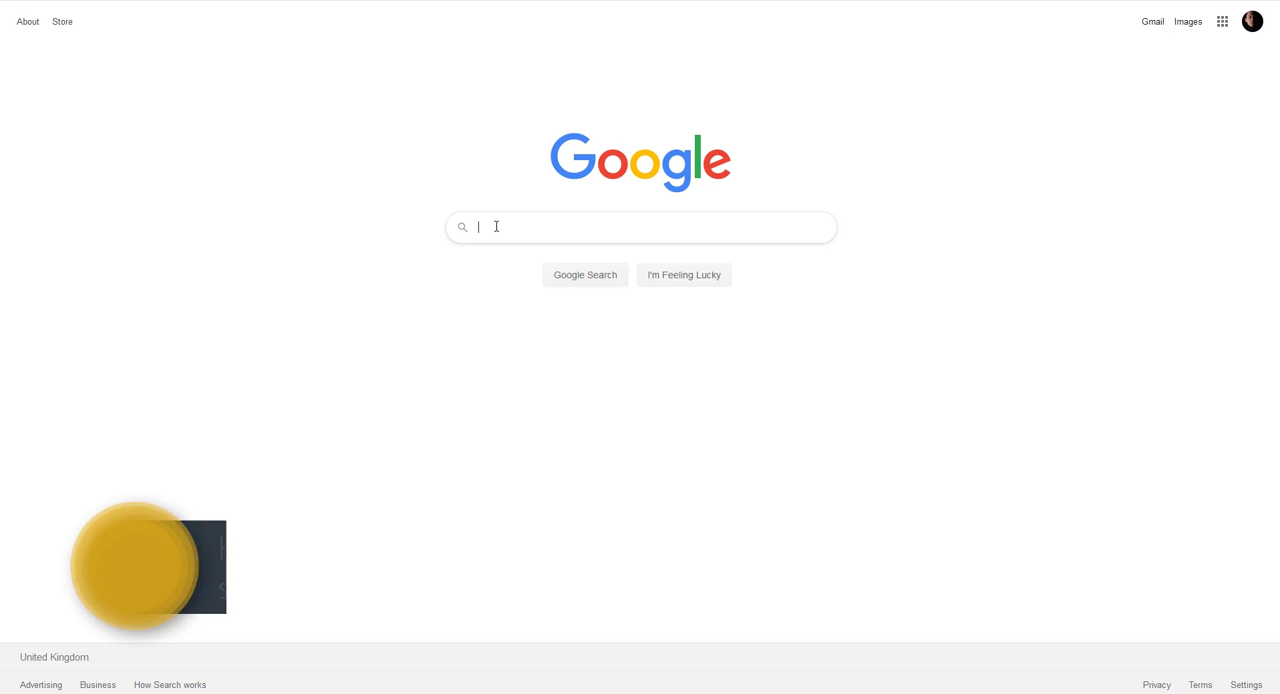 About Store
Gmail Images
Google
Google Search I'm Feeling Lucky
United Kingdom
Advertising Business How Search works
Privacy Terms Settings